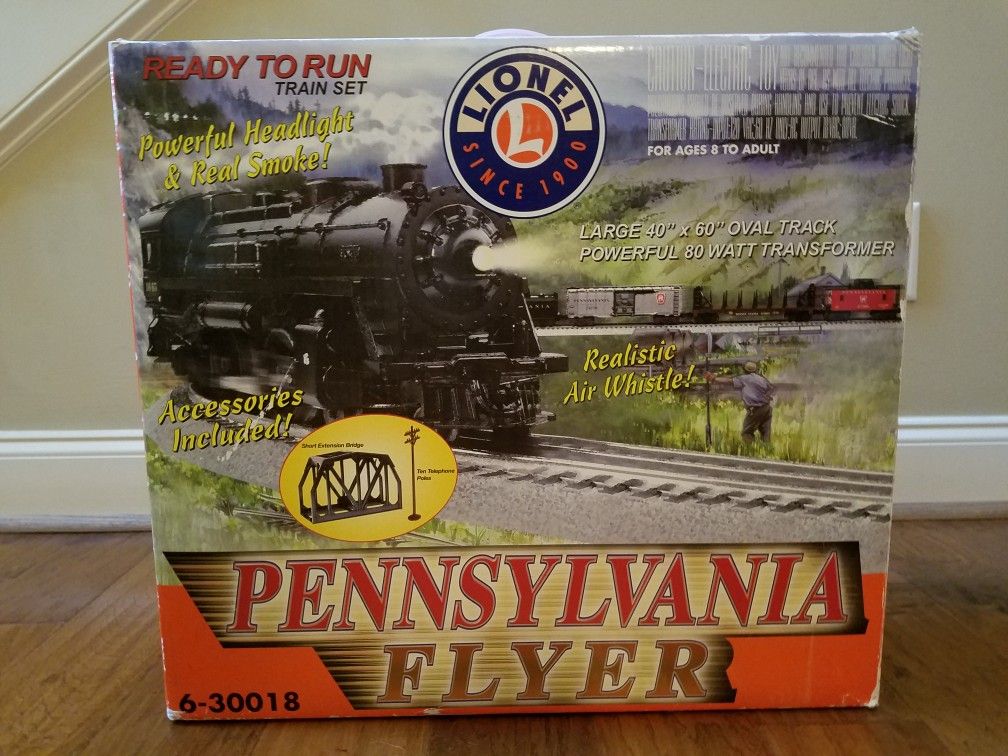 READY TO RUN
TRAIN SET
Powerful Headlight
& Real Smoke!
LIONEL
L
SINCE 1900
CAUTION - ELECTRIC TOY
FOR AGES 8 TO ADULT
LARGE 40" x 60" OVAL TRACK
POWERFUL 80 WATT TRANSFORMER
PENNSYLVANIA
Realistic
Air Whistle!
Accessories
Included!
Short Extension Bridge
Ten Telephone
Poles
PENNSYLVANIA
FLYER
6-30018